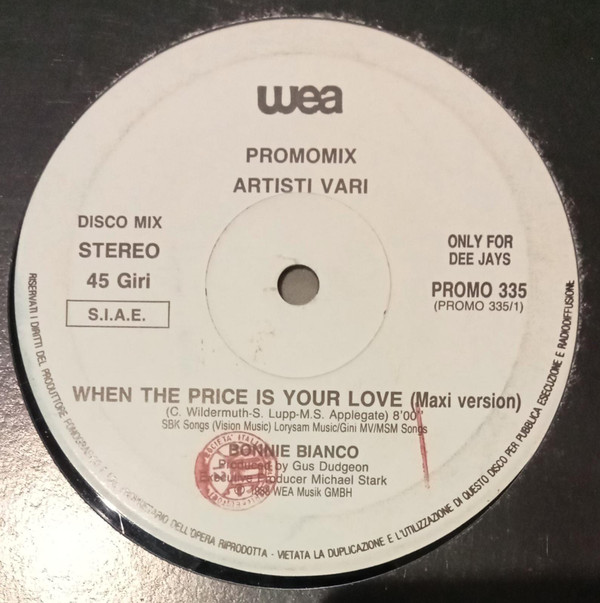 wea
PROMOMIX
ARTISTI VARI
DISCO MIX
STEREO
45 Giri
S.I.A.E.
ONLY FOR
DEE JAYS
PROMO 335
(PROMO 335/1)
WHEN THE PRICE IS YOUR LOVE (Maxi version)
(C. Wildermuth-S. Lupp-M.S. Applegate) 8'00
SBK Songs (Vision Music) Lorysam Music/Gini MV/MSM Songs
BONNIE BIANCO
Produced by Gus Dudgeon
Executive Producer Michael Stark
WEA Musik GMBH
RISERVATI I DIRITTI DEL PRODUTTORE FONOGRAFICO E DEL PROPRIETARIO DELL'OPERA RIPRODOTTA - VIETATA LA DUPLICAZIONE E L'UTILIZZAZIONE DI QUESTO DISCO PER PUBBLICA ESECUZIONE E RADIODIFFUSIONE